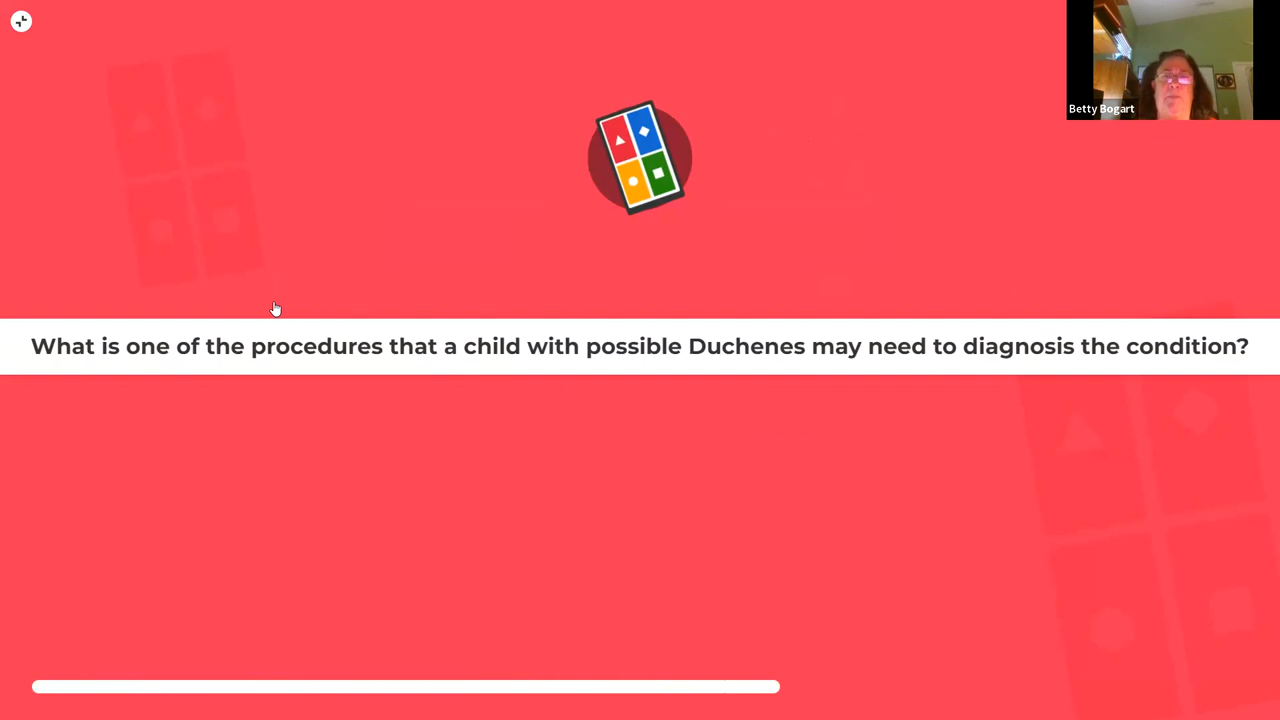 Betty Bogart
What is one of the procedures that a child with possible Duchenes may need to diagnosis the condition?